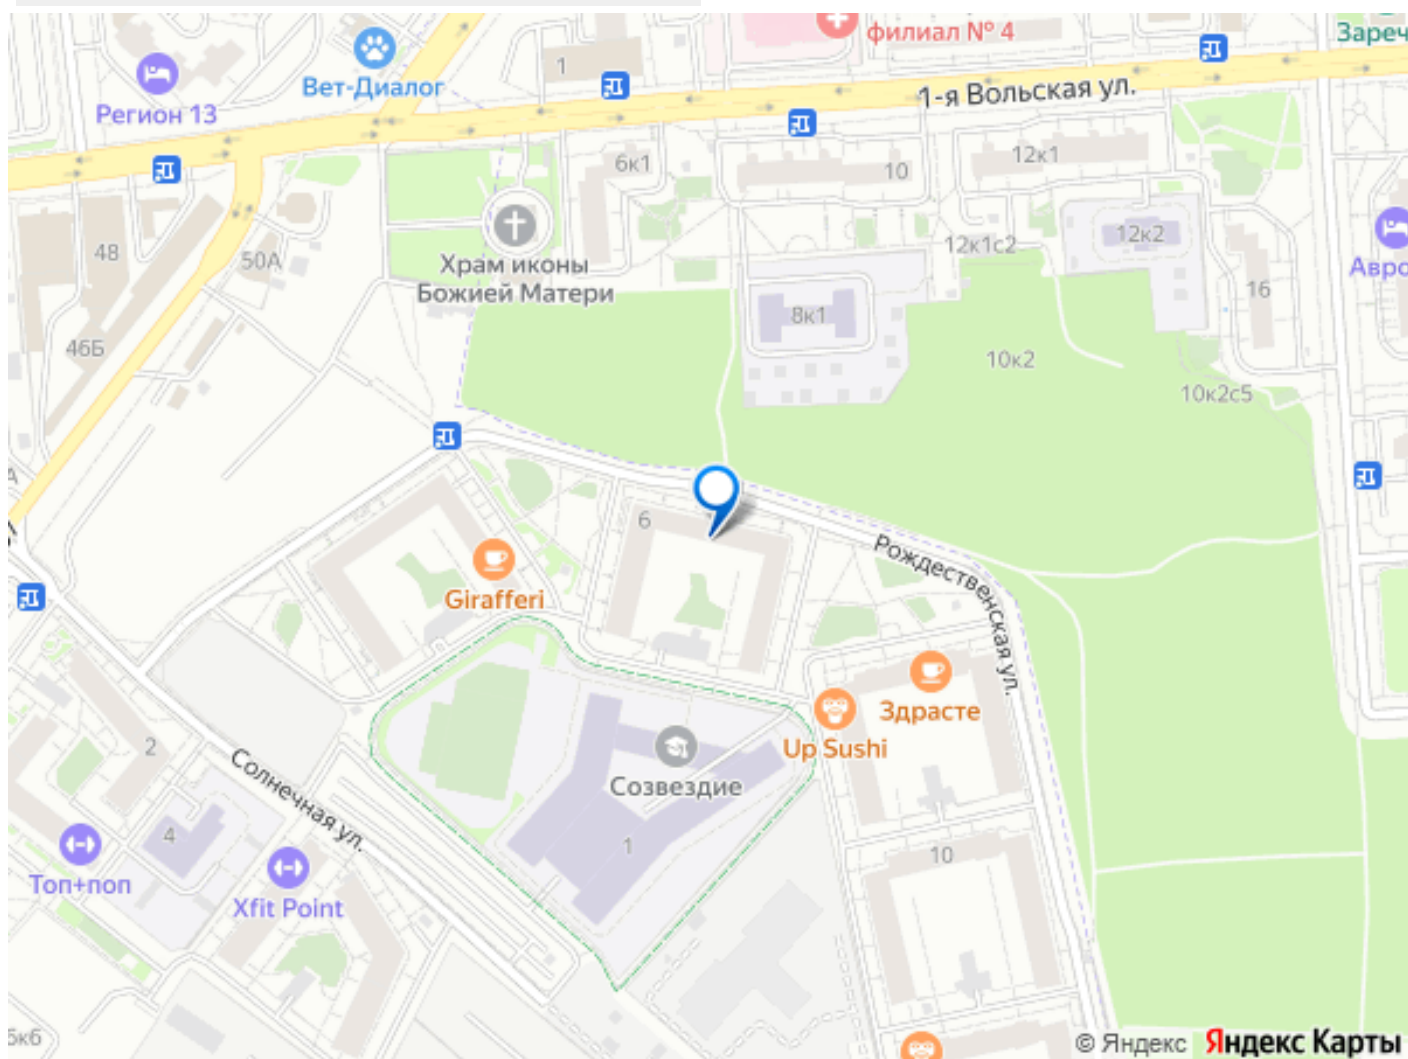 филиал № 4
Зареч
1
Вет-Диалог
Регион 13
1-я Вольская ул.
6к1
10
12к1
48
50А
12к1с2
12к2
Храм иконы
Божией Матери
Авро
16
8к1
46Б
10к2
10к2с5
6
Рождественская ул.
Girafferi
Здрасте
Up Sushi
2
Солнечная ул.
Созвездие
4
1
10
Топ+поп
Xfit Point
© Яндекс Яндекс Карты